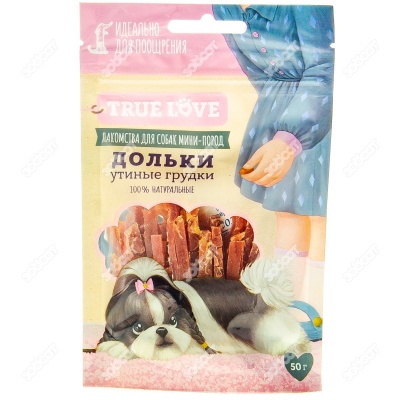 ИДЕАЛЬНО
ДЛЯ ПООЩРЕНИЯ
TRUE LOVE
ЛАКОМСТВА ДЛЯ СОБАК МИНИ-ПОРОД
ДОЛЬКИ
УТИНЫЕ ГРУДКИ
100% НАТУРАЛЬНЫЕ
50 г